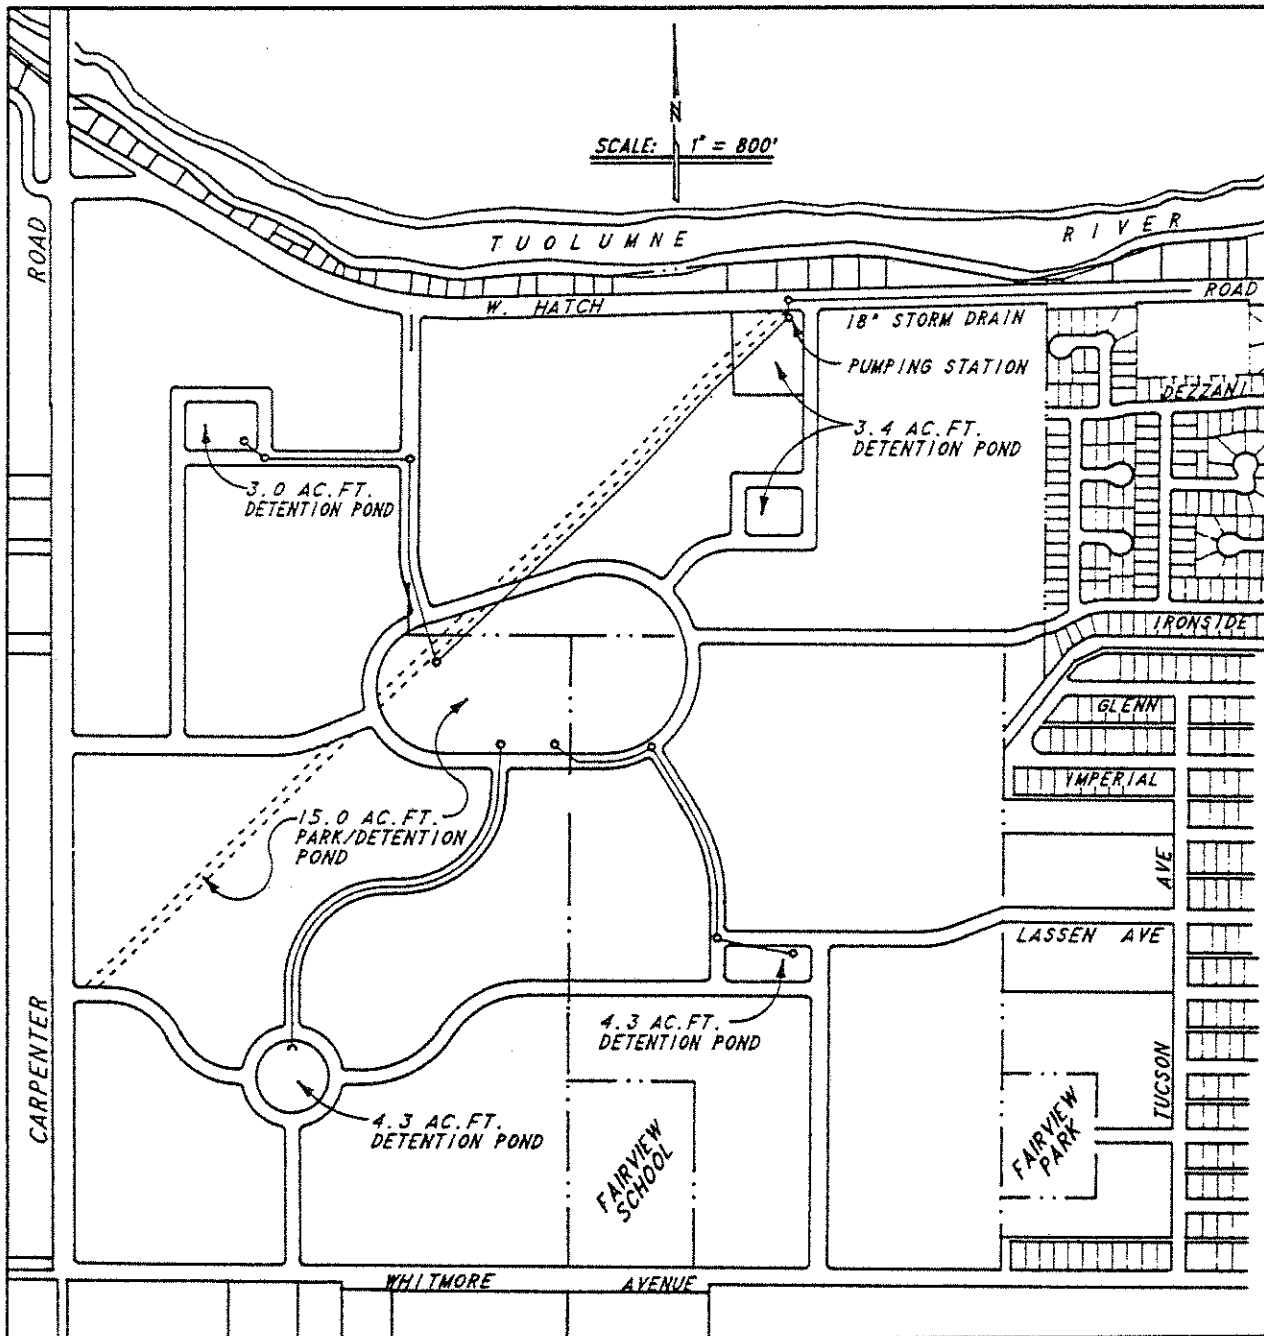 N
SCALE: 1" = 800'
ROAD
TUOLUMNE
RIVER
W. HATCH
ROAD
18" STORM DRAIN
PUMPING STATION
DEZZANI
3.4 AC.FT.
DETENTION POND
3.0 AC.FT.
DETENTION POND
IRONSIDE
GLENN
IMPERIAL
15.0 AC.FT.
PARK/DETENTION
POND
AVE
LASSEN AVE
CARPENTER
4.3 AC.FT.
DETENTION POND
TUCSON
4.3 AC.FT.
DETENTION POND
FAIRVIEW
SCHOOL
FAIRVIEW
PARK
WHITMORE
AVENUE